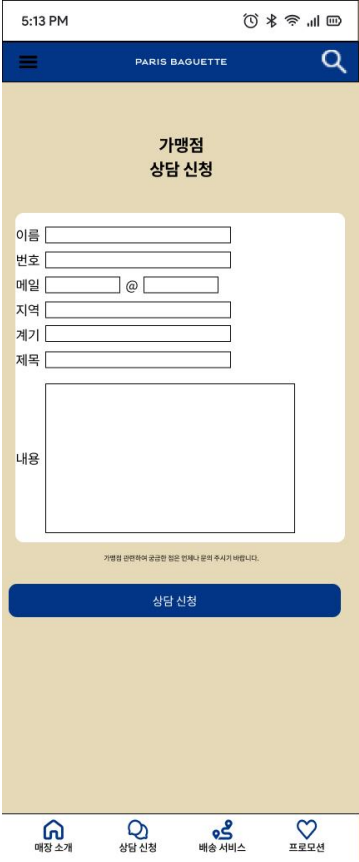 5:13 PM
PARIS BAGUETTE
가맹점
상담 신청
이름
번호
메일 @
지역
계기
제목
내용
가맹점 관련하여 궁금한 점은 언제나 문의 주시기 바랍니다.
상담 신청
매장 소개 상담 신청 배송 서비스 프로모션